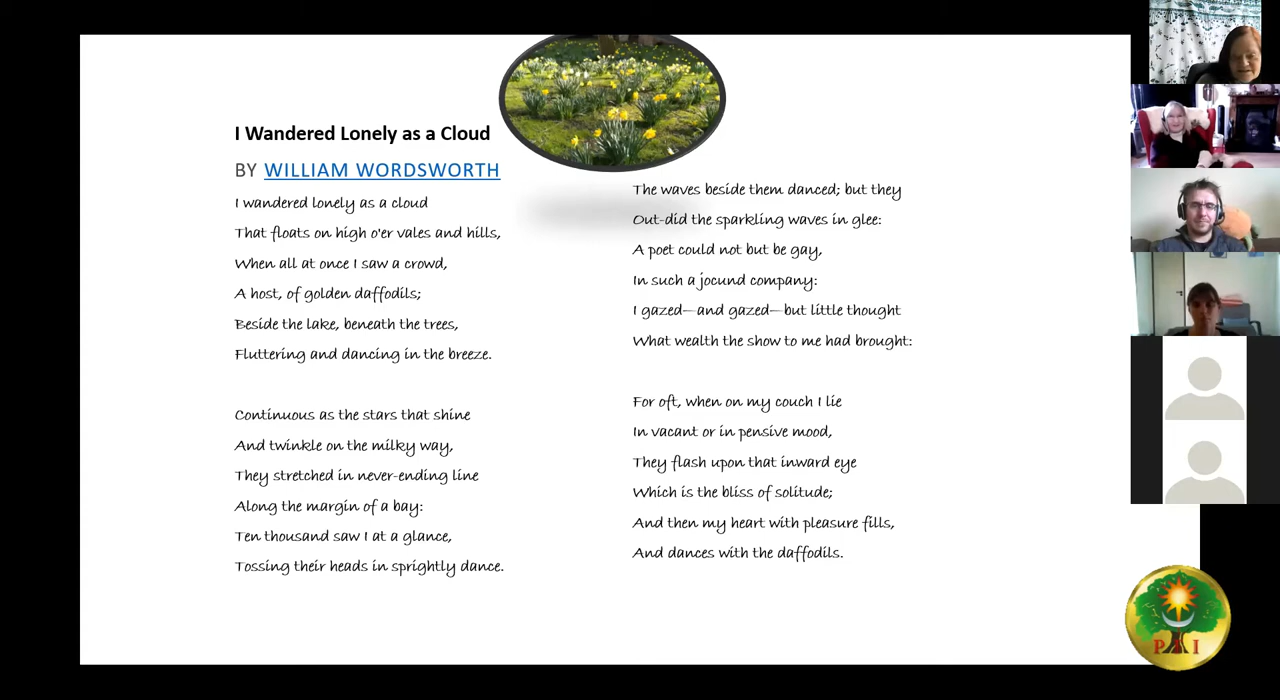 I Wandered Lonely as a Cloud
BY WILLIAM WORDSWORTH
I wandered lonely as a cloud
That floats on high o'er vales and hills,
When all at once I saw a crowd,
A host, of golden daffodils;
Beside the lake, beneath the trees,
Fluttering and dancing in the breeze.
Continuous as the stars that shine
And twinkle on the milky way,
They stretched in never-ending line
Along the margin of a bay:
Ten thousand saw I at a glance,
Tossing their heads in sprightly dance.
The waves beside them danced; but they
Out-did the sparkling waves in glee:
A poet could not but be gay,
In such a jocund company:
I gazed—and gazed—but little thought
What wealth the show to me had brought:
For oft, when on my couch I lie
In vacant or in pensive mood,
They flash upon that inward eye
Which is the bliss of solitude;
And then my heart with pleasure fills,
And dances with the daffodils.
P I